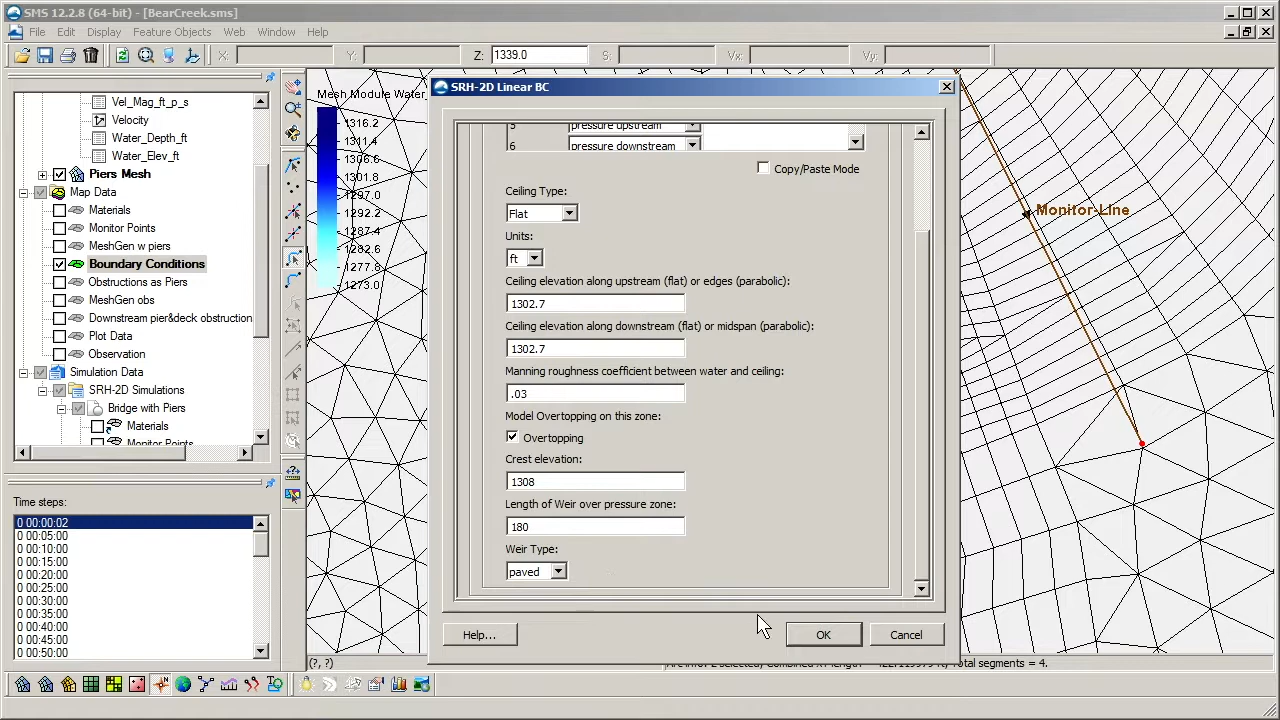 SMS 12.2.8 (64-bit) - [BearCreek.sms]
File Edit Display Feature Objects Web Window Help
X: Y: Z: 1339.0 S: Vx: Vy:
Vel_Mag_ft_p_s
Velocity
Water_Depth_ft
Water_Elev_ft
Piers Mesh
Map Data
Materials
Monitor Points
MeshGen w piers
Boundary Conditions
Obstructions as Piers
MeshGen obs
Downstream pier&deck obstruction
Plot Data
Observation
Simulation Data
SRH-2D Simulations
Bridge with Piers
Materials
Monitor Points
Time steps:
0 00:00:02
0 00:05:00
0 00:10:00
0 00:15:00
0 00:20:00
0 00:25:00
0 00:30:00
0 00:35:00
0 00:40:00
0 00:45:00
0 00:50:00
Mesh Module Water_
1316.2
1311.4
1306.6
1301.8
1297.0
1292.2
1287.4
1282.6
1277.8
1273.0
SRH-2D Linear BC
5 pressure upstream
6 pressure downstream
Copy/Paste Mode
Ceiling Type:
Flat
Units:
ft
Ceiling elevation along upstream (flat) or edges (parabolic):
1302.7
Ceiling elevation along downstream (flat) or midspan (parabolic):
1302.7
Manning roughness coefficient between water and ceiling:
.03
Model Overtopping on this zone:
Overtopping
Crest elevation:
1308
Length of Weir over pressure zone:
180
Weir Type:
paved
Help... OK Cancel
Monitor-Line
(?, ?)
Total segments = 4.